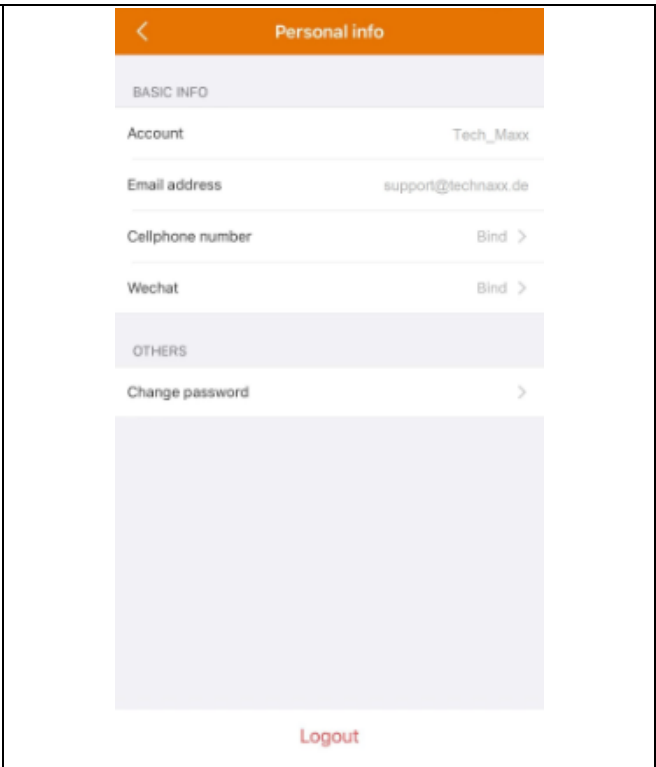 Personal info
BASIC INFO
Account Tech_Maxx
Email address support@technaxx.de
Cellphone number Bind >
Wechat Bind >
OTHERS
Change password >
Logout